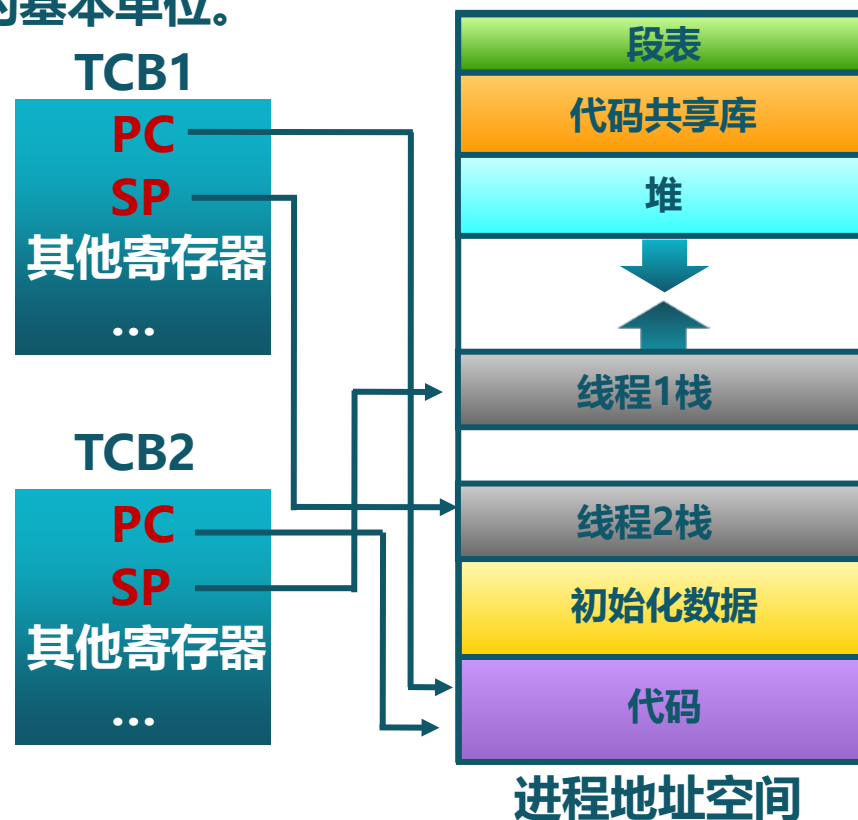 的基本单位。
TCB1
PC
SP
其他寄存器
...
TCB2
PC
SP
其他寄存器
...
段表
代码共享库
堆
线程1栈
线程2栈
初始化数据
代码
进程地址空间